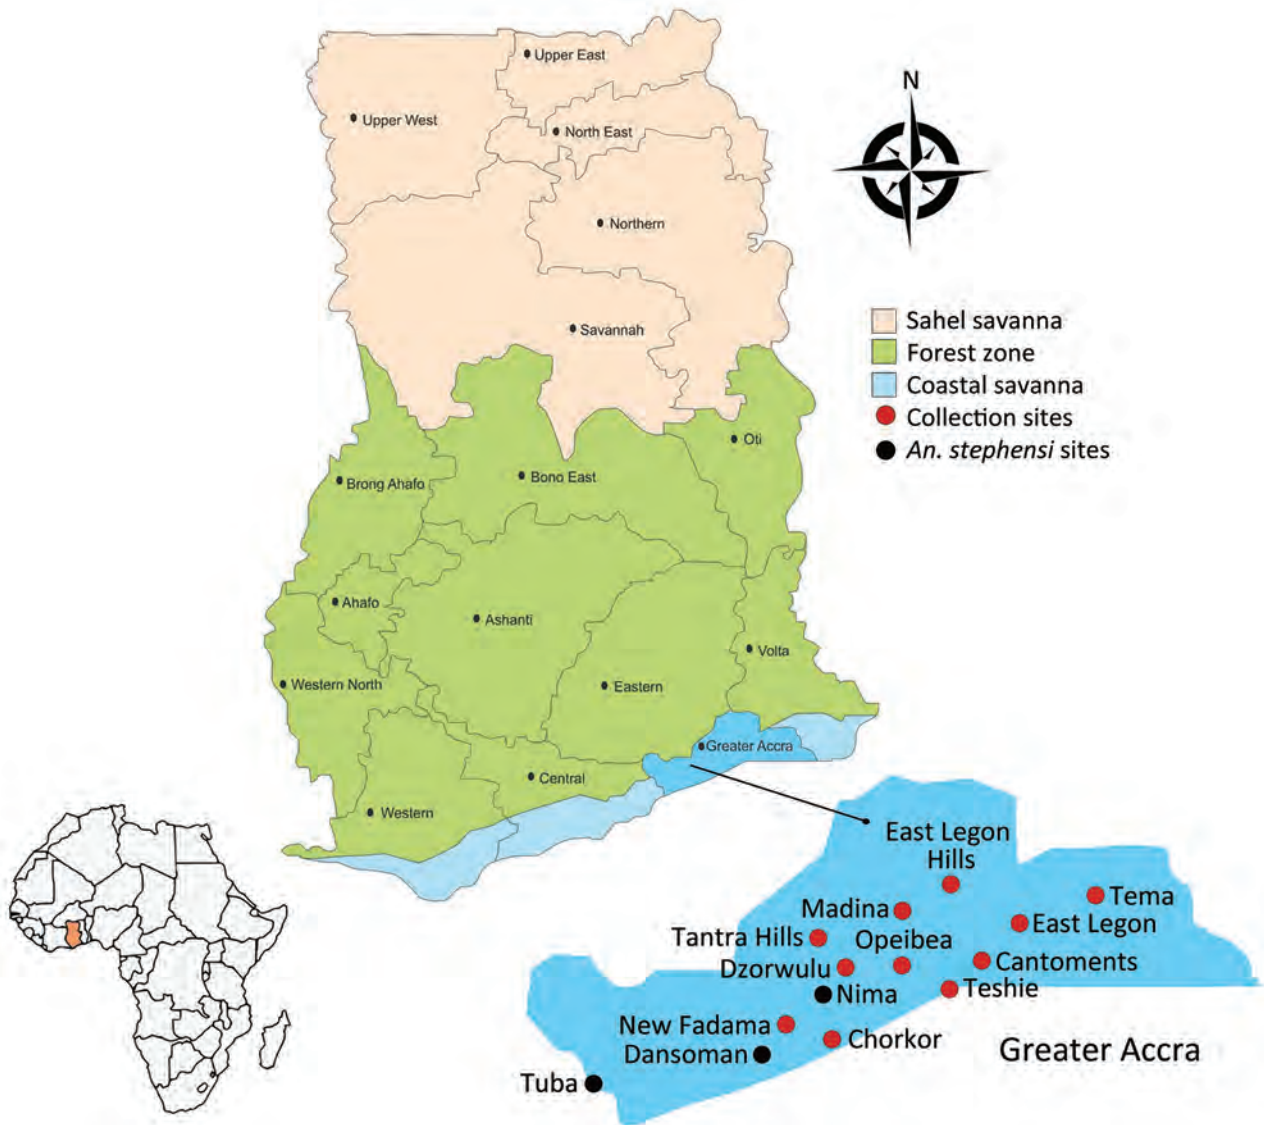 Upper East
N
Upper West
North East
Northern
Savannah
Sahel savanna
Forest zone
Coastal savanna
Collection sites
An. stephensi sites
Oti
Brong Ahafo
Bono East
Ahafo
Ashanti
Volta
Western North
Eastern
Greater Accra
Central
Western
East Legon
Hills
Tema
Madina
East Legon
Tantra Hills
Opeibea
Dzorwulu
Cantoments
Nima
Teshie
New Fadama
Chorkor
Dansoman
Greater Accra
Tuba